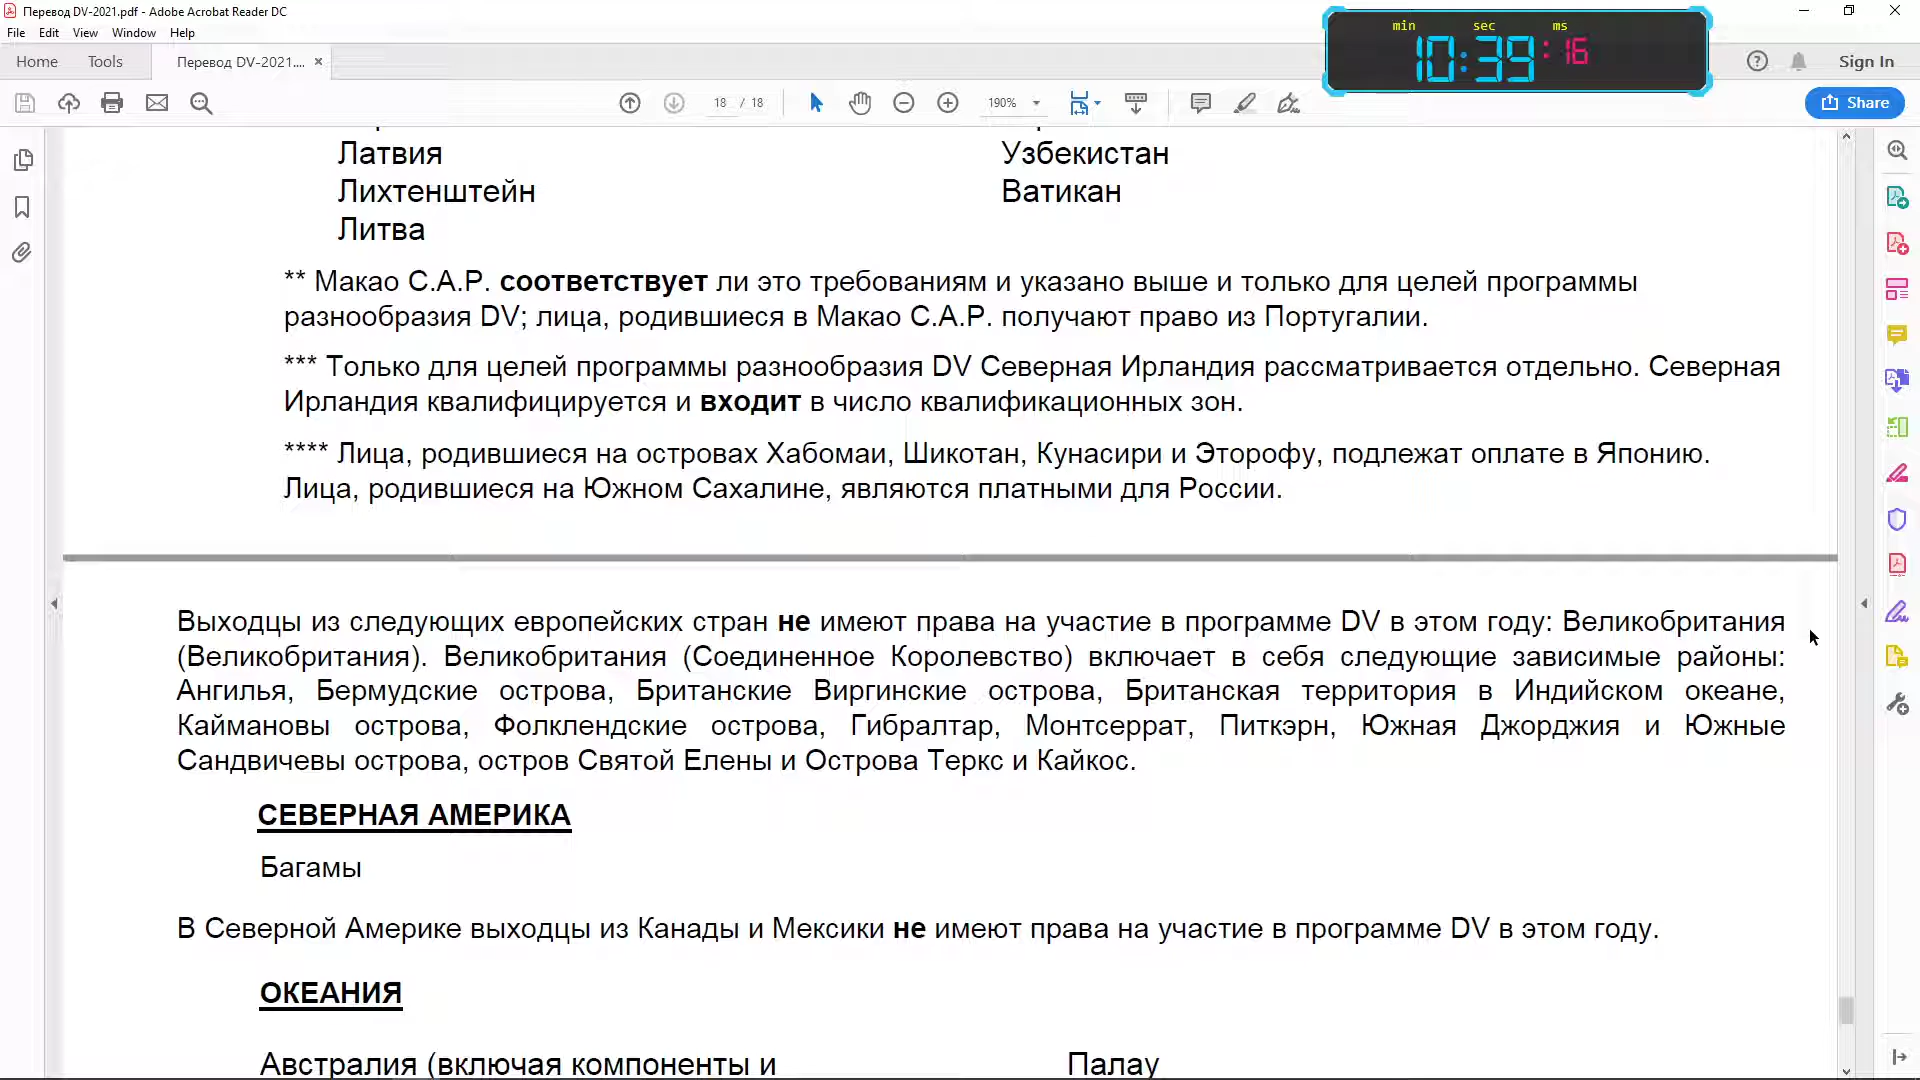 Перевод DV-2021.pdf - Adobe Acrobat Reader DC
File Edit View Window Help
min sec ms
10:39:16
Home Tools Перевод DV-2021.... × Sign In
18 / 18 190% Share
Латвия Узбекистан
Лихтенштейн Ватикан
Литва
** Макао С.А.Р. соответствует ли это требованиям и указано выше и только для целей программы
разнообразия DV; лица, родившиеся в Макао С.А.Р. получают право из Португалии.
*** Только для целей программы разнообразия DV Северная Ирландия рассматривается отдельно. Северная
Ирландия квалифицируется и входит в число квалификационных зон.
**** Лица, родившиеся на островах Хабомаи, Шикотан, Кунасири и Эторофу, подлежат оплате в Японию.
Лица, родившиеся на Южном Сахалине, являются платными для России.
Выходцы из следующих европейских стран не имеют права на участие в программе DV в этом году: Великобритания
(Великобритания). Великобритания (Соединенное Королевство) включает в себя следующие зависимые районы:
Ангилья, Бермудские острова, Британские Виргинские острова, Британская территория в Индийском океане,
Каймановы острова, Фолклендские острова, Гибралтар, Монтсеррат, Питкэрн, Южная Джорджия и Южные
Сандвичевы острова, остров Святой Елены и Острова Теркс и Кайкос.
СЕВЕРНАЯ АМЕРИКА
Багамы
В Северной Америке выходцы из Канады и Мексики не имеют права на участие в программе DV в этом году.
ОКЕАНИЯ
Австралия (включая компоненты и Палау